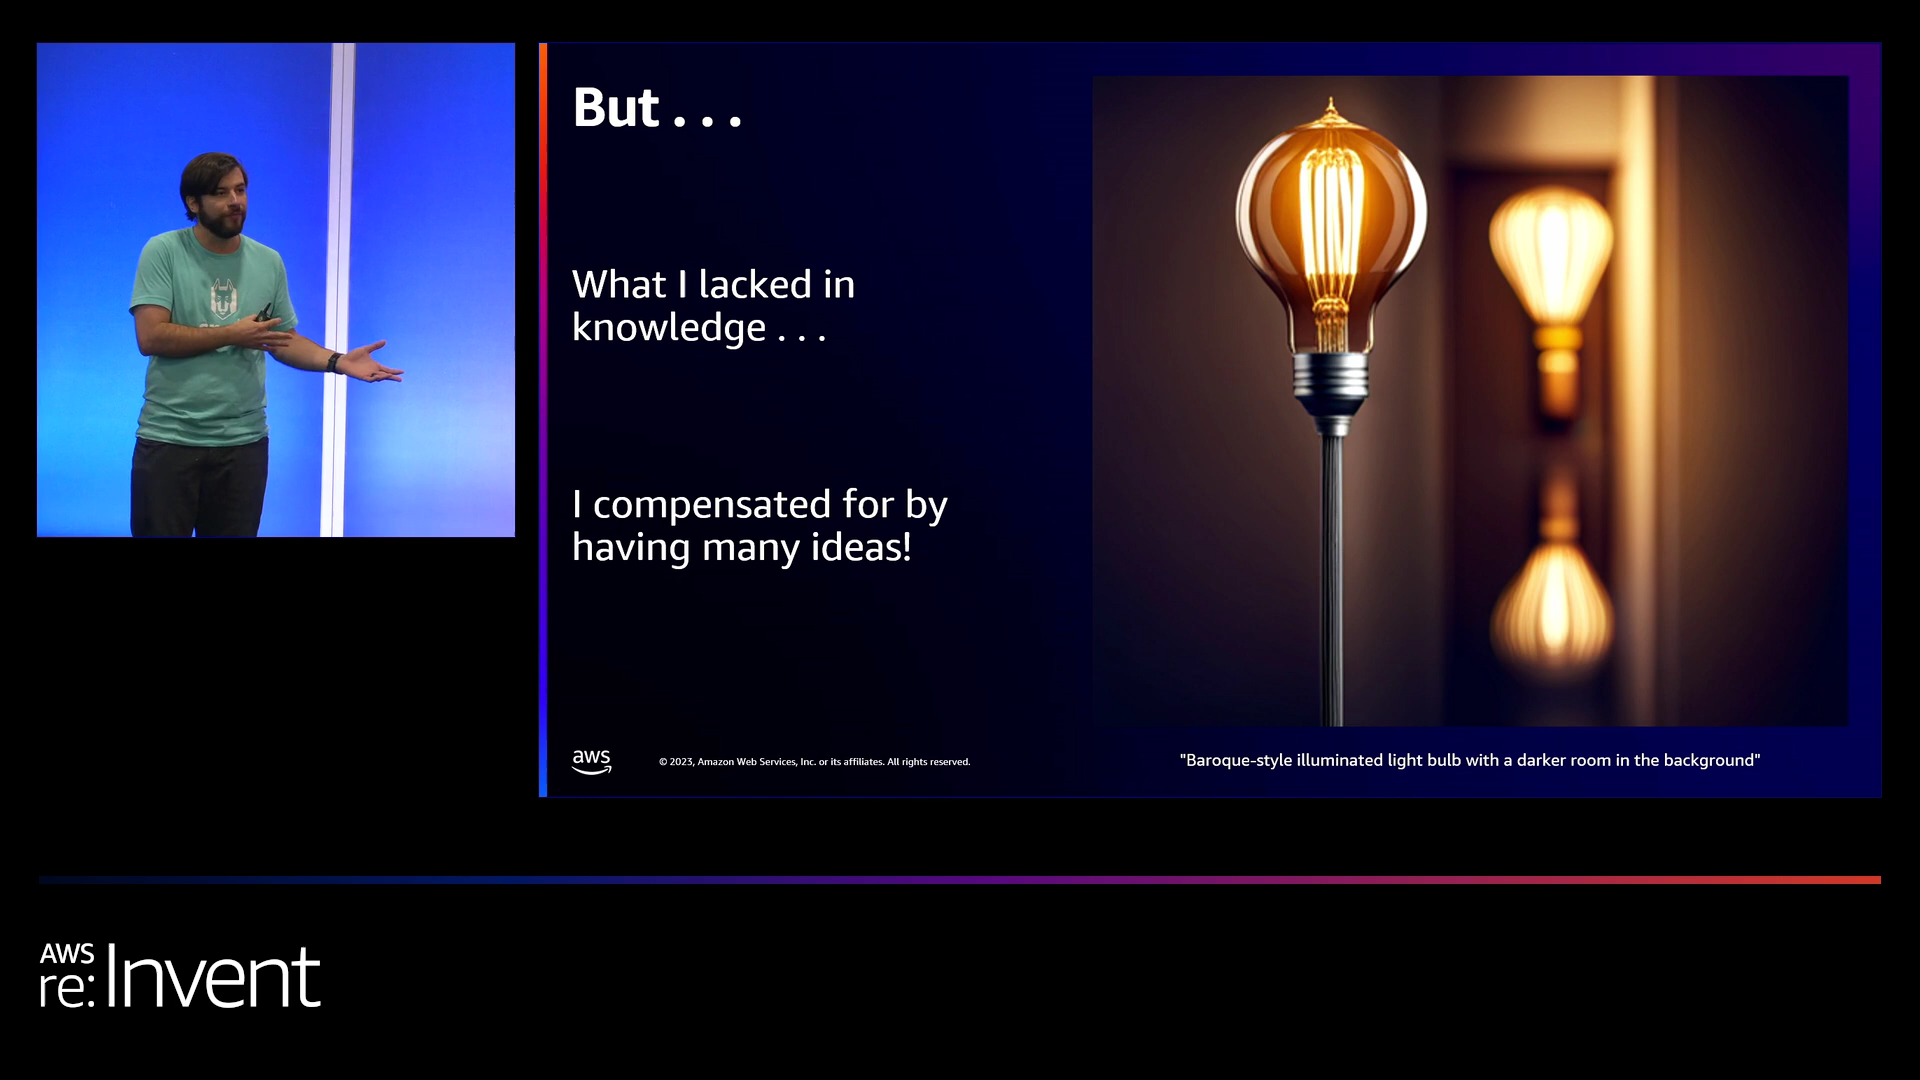 But . . .
What I lacked in
knowledge . . .
I compensated for by
having many ideas!
aws
© 2023, Amazon Web Services, Inc. or its affiliates. All rights reserved.
"Baroque-style illuminated light bulb with a darker room in the background"
AWS
re:Invent